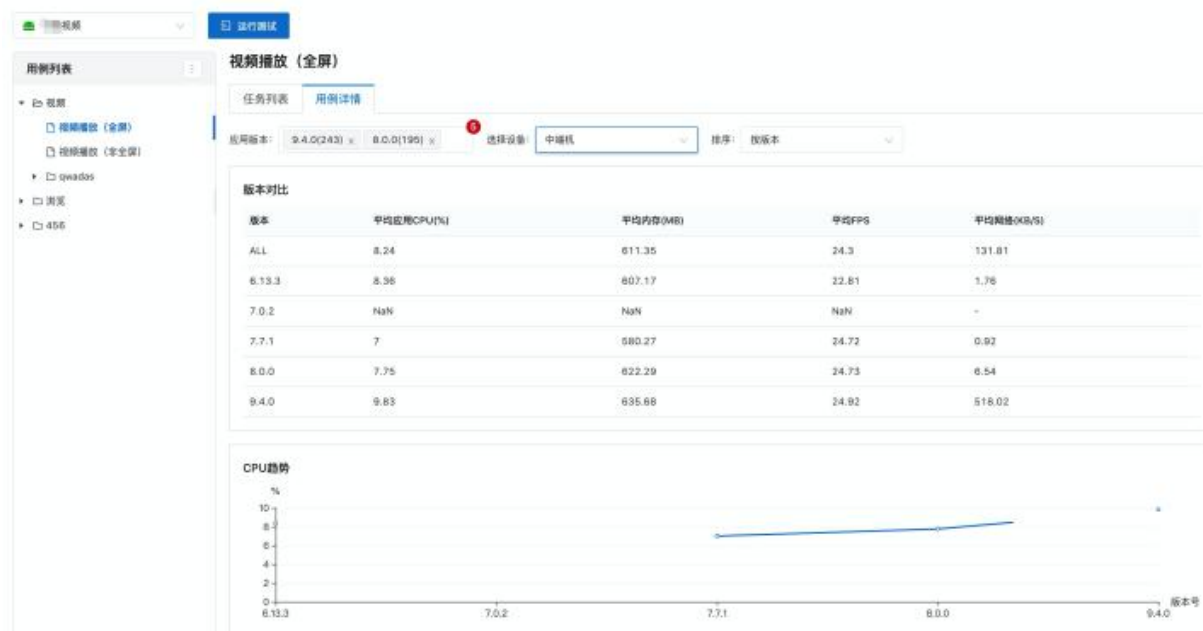 视频
运行测试
用例列表
视频
视频播放（全屏）
视频播放（非全屏）
qwadas
浏览
456
视频播放（全屏）
任务列表 用例详情
应用版本: 9.4.0(243) x 8.0.0(195) x 5 选择设备: 中端机 排序: 按版本
版本对比
版本 平均应用CPU(%) 平均内存(MB) 平均FPS 平均网络(KB/S)
ALL 8.24 611.35 24.3 131.81
6.13.3 8.36 607.17 22.81 1.76
7.0.2 NaN NaN NaN -
7.7.1 7 580.27 24.72 0.92
8.0.0 7.75 622.29 24.73 6.54
9.4.0 9.83 635.68 24.92 518.02
CPU趋势
%
10
8
6
4
2
0
6.13.3 7.0.2 7.7.1 8.0.0 9.4.0 版本号